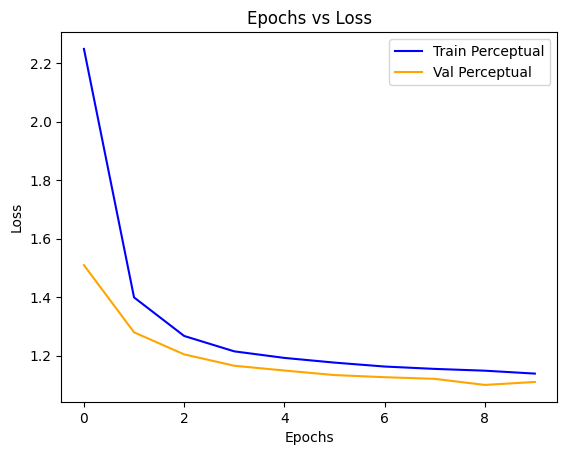 Epochs vs Loss
Train Perceptual
Val Perceptual
2.2
2.0
1.8
1.6
1.4
1.2
Loss
0
2
4
6
8
Epochs